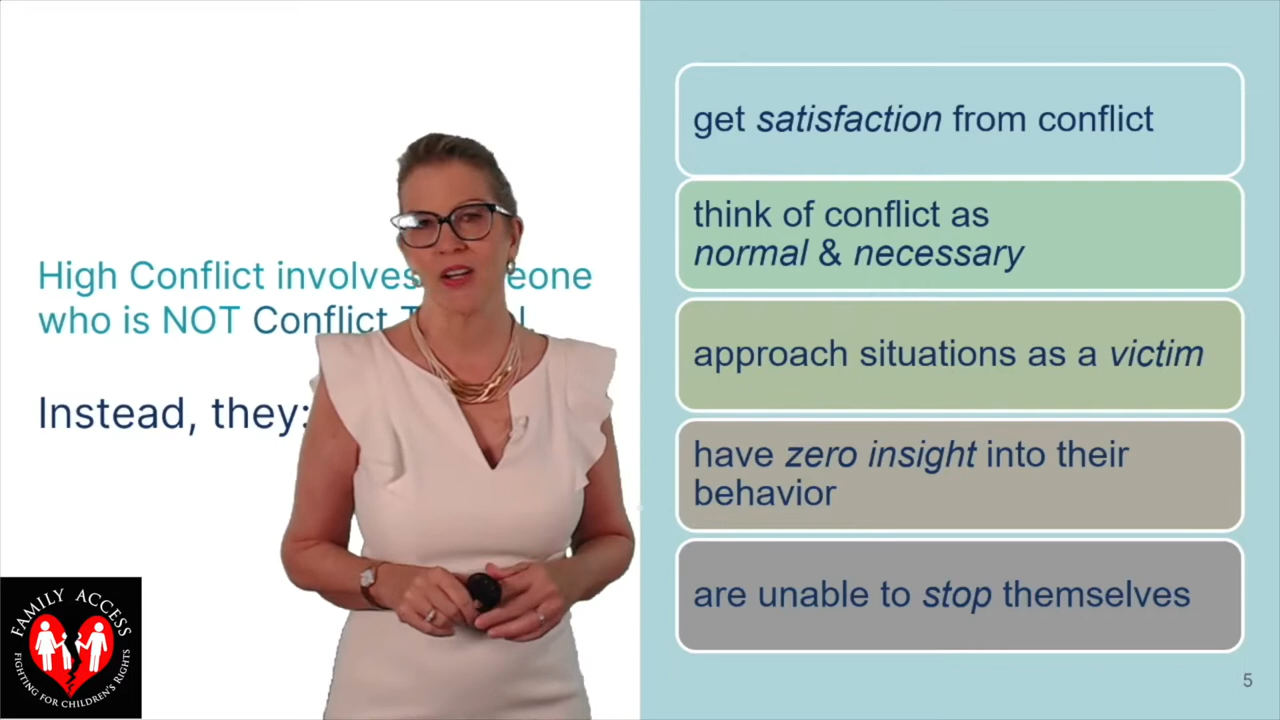 High Conflict involves eone
who is NOT Conflict
Instead, they:
get satisfaction from conflict
think of conflict as
normal & necessary
approach situations as a victim
have zero insight into their
behavior
are unable to stop themselves
5
FAMILY ACCESS
FIGHTING FOR CHILDREN'S RIGHTS